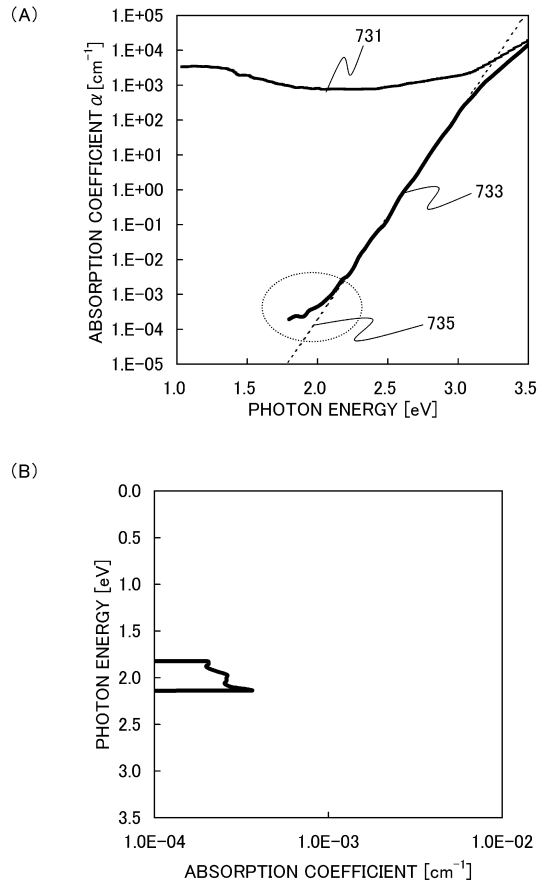 (A)
ABSORPTION COEFFICIENT α [cm⁻¹]
1.E+05
1.E+04
1.E+03
1.E+02
1.E+01
1.E+00
1.E-01
1.E-02
1.E-03
1.E-04
1.E-05
731
733
735
1.0 1.5 2.0 2.5 3.0 3.5
PHOTON ENERGY [eV]
(B)
PHOTON ENERGY [eV]
0.0
0.5
1.0
1.5
2.0
2.5
3.0
3.5
1.0E-04 1.0E-03 1.0E-02
ABSORPTION COEFFICIENT [cm⁻¹]